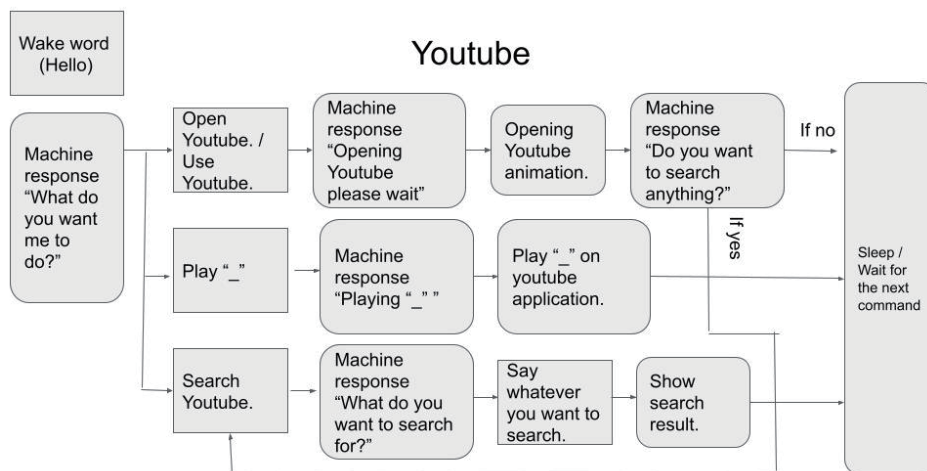 Wake word
(Hello)
Youtube
Machine
response
“What do
you want
me to
do?”
Open
Youtube. /
Use
Youtube.
Machine
response
“Opening
Youtube
please wait”
Opening
Youtube
animation.
Machine
response
“Do you want
to search
anything?”
If no
If yes
Play “_”
Machine
response
“Playing “_” ”
Play “_” on
youtube
application.
Search
Youtube.
Machine
response
“What do you
want to search
for?”
Say
whatever
you want to
search.
Show
search
result.
Sleep /
Wait for
the next
command